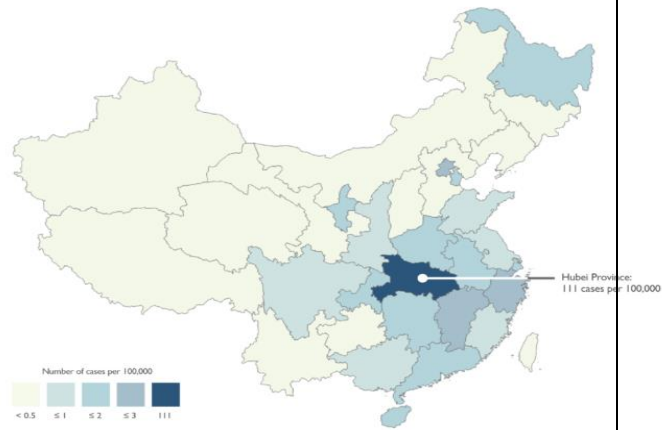 Hubei Province:
111 cases per 100,000
Number of cases per 100,000
< 0.5 ≤ 1 ≤ 2 ≤ 3 111